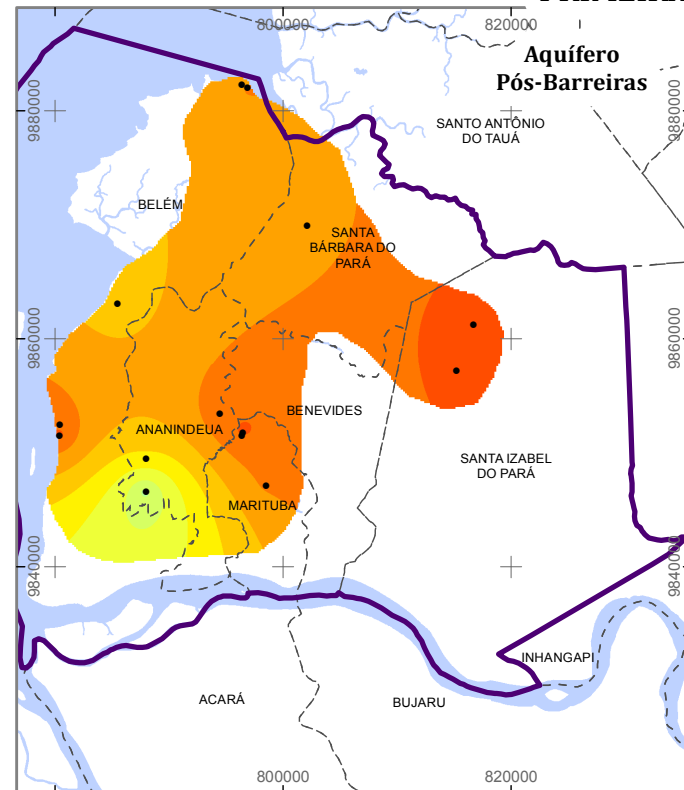 800000
820000
Aquífero
Pós-Barreiras
9880000
9880000
SANTO ANTÔNIO
DO TAUÁ
BELÉM
SANTA
BÁRBARA DO
PARÁ
9860000
9860000
BENEVIDES
ANANINDEUA
SANTA IZABEL
DO PARÁ
MARITUBA
9840000
9840000
INHANGAPI
ACARÁ
BUJARU
800000
820000